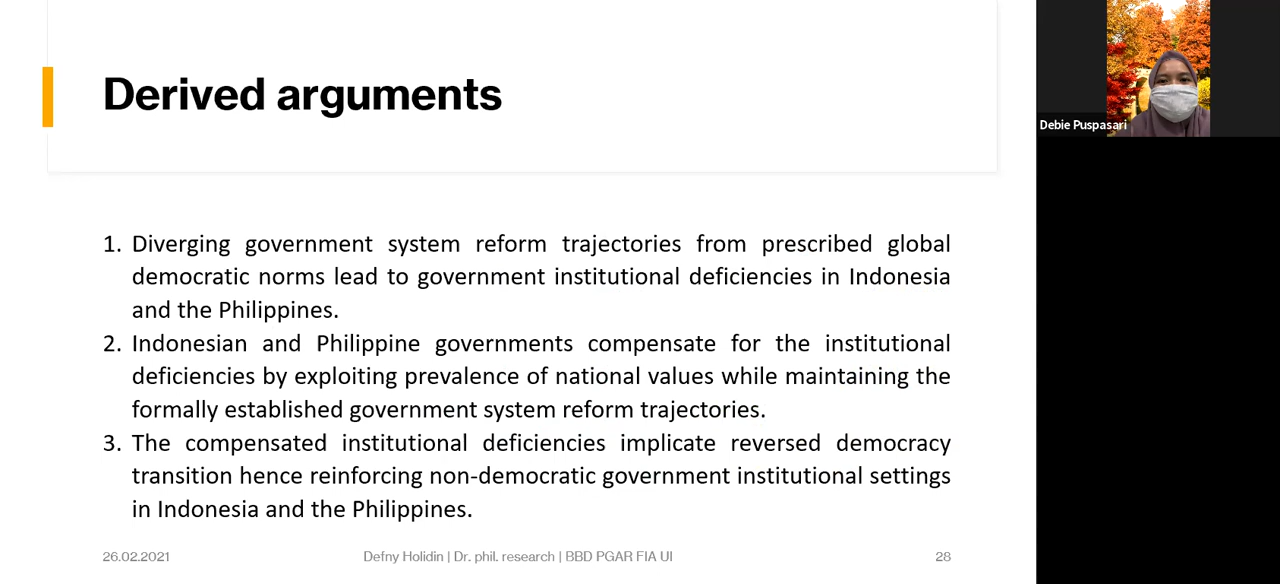 Derived arguments
1. Diverging government system reform trajectories from prescribed global
democratic norms lead to government institutional deficiencies in Indonesia
and the Philippines.
2. Indonesian and Philippine governments compensate for the institutional
deficiencies by exploiting prevalence of national values while maintaining the
formally established government system reform trajectories.
3. The compensated institutional deficiencies implicate reversed democracy
transition hence reinforcing non-democratic government institutional settings
in Indonesia and the Philippines.
26.02.2021
Defny Holidin | Dr. phil. research | BBD PGAR FIA UI
28
Debie Puspasari